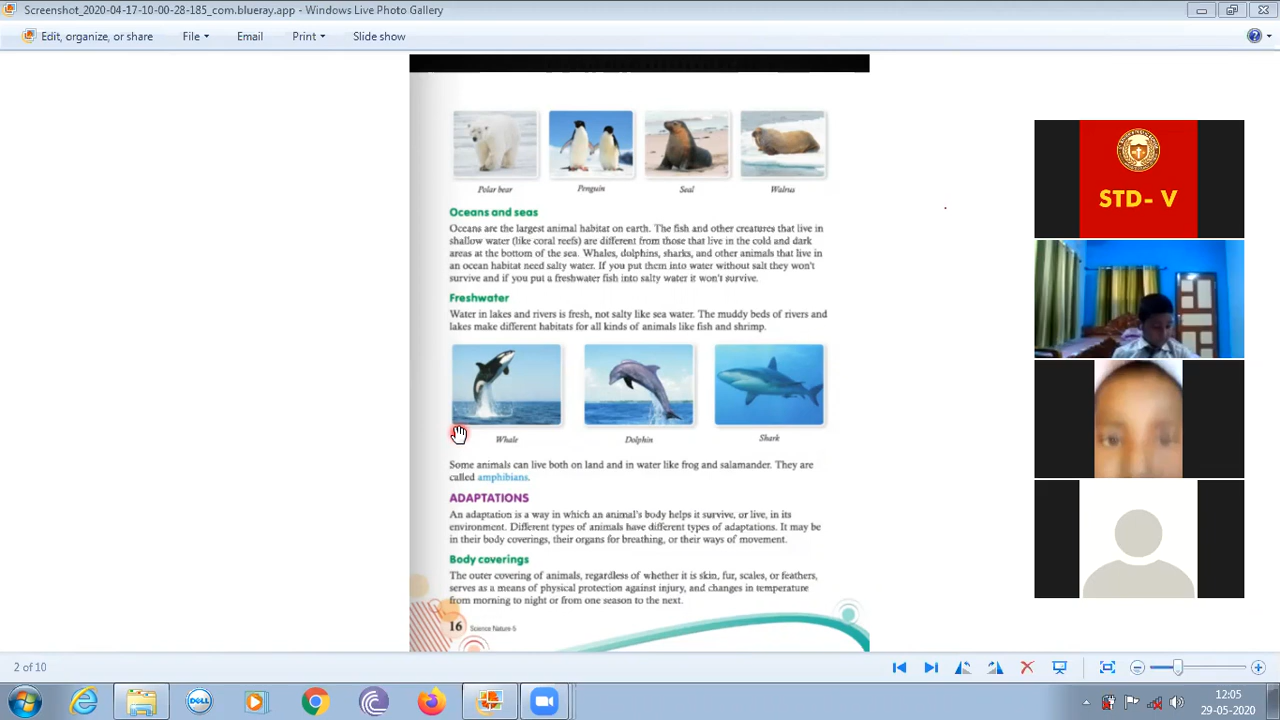 Screenshot_2020-04-17-10-00-28-185_com.blueray.app - Windows Live Photo Gallery
Edit, organize, or share File Email Print Slide show
Polar bear Penguin Seal Walrus
Oceans and seas
Oceans are the largest animal habitat on earth. The fish and other creatures that live in
shallow water (like coral reefs) are different from those that live in the cold and dark
areas at the bottom of the sea. Whales, dolphins, sharks, and other animals that live in
an ocean habitat need salty water. If you put them into water without salt they won't
survive and if you put a freshwater fish into salty water it won't survive.
Freshwater
Water in lakes and rivers is fresh, not salty like sea water. The muddy beds of rivers and
lakes make different habitats for all kinds of animals like fish and shrimp.
Whale Dolphin Shark
Some animals can live both on land and in water like frog and salamander. They are
called amphibians.
ADAPTATIONS
An adaptation is a way in which an animal's body helps it survive, or live, in its
environment. Different types of animals have different types of adaptations. It may be
in their body coverings, their organs for breathing, or their ways of movement.
Body coverings
The outer covering of animals, regardless of whether it is skin, fur, scales, or feathers,
serves as a means of physical protection against injury, and changes in temperature
from morning to night or from one season to the next.
16 Science Nature 5
STD- V
2 of 10
DELL
12:05
29-05-2020